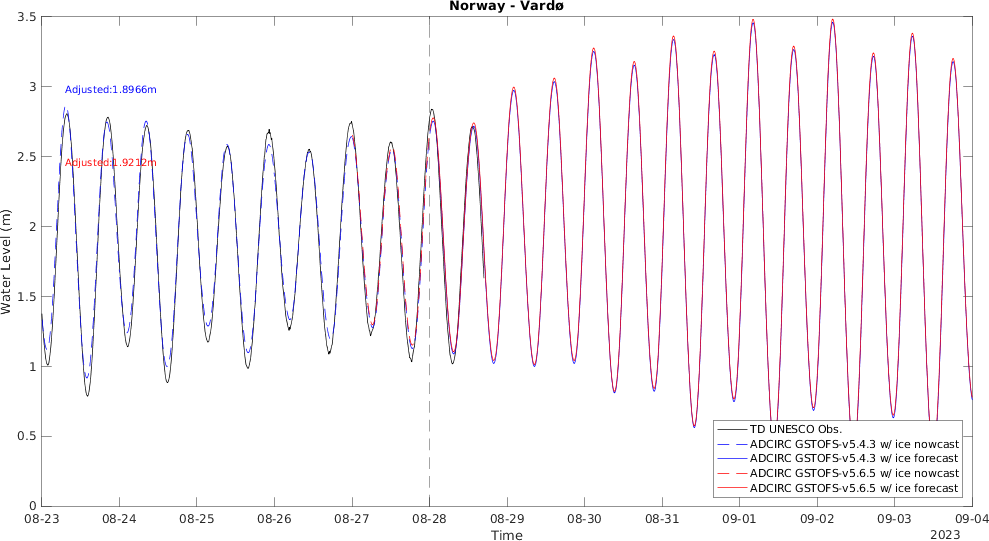 Norway - Vardø
3.5
3
2.5
2
1.5
1
0.5
0
Water Level (m)
Adjusted:1.8966m
Adjusted:1.9212m
TD UNESCO Obs.
ADCIRC GSTOFS-v5.4.3 w/ ice nowcast
ADCIRC GSTOFS-v5.4.3 w/ ice forecast
ADCIRC GSTOFS-v5.6.5 w/ ice nowcast
ADCIRC GSTOFS-v5.6.5 w/ ice forecast
08-23 08-24 08-25 08-26 08-27 08-28 08-29 08-30 08-31 09-01 09-02 09-03 09-04
Time
2023